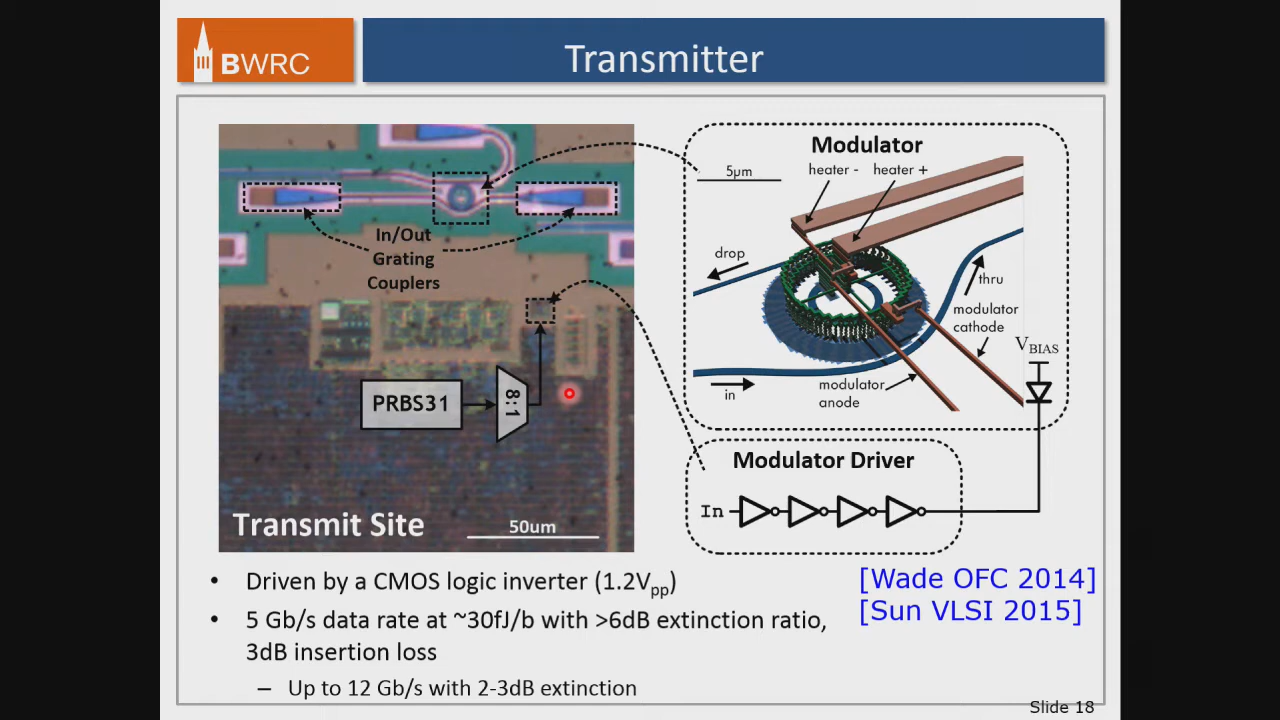 BWRC
Transmitter
In/Out
Grating
Couplers
PRBS31
8:1
Transmit Site
50um
Modulator
5µm
heater -
heater +
drop
thru
modulator
cathode
V_BIAS
in
modulator
anode
Modulator Driver
In
• Driven by a CMOS logic inverter (1.2Vpp)
• 5 Gb/s data rate at ~30fJ/b with >6dB extinction ratio,
3dB insertion loss
– Up to 12 Gb/s with 2-3dB extinction
[Wade OFC 2014]
[Sun VLSI 2015]
Slide 18